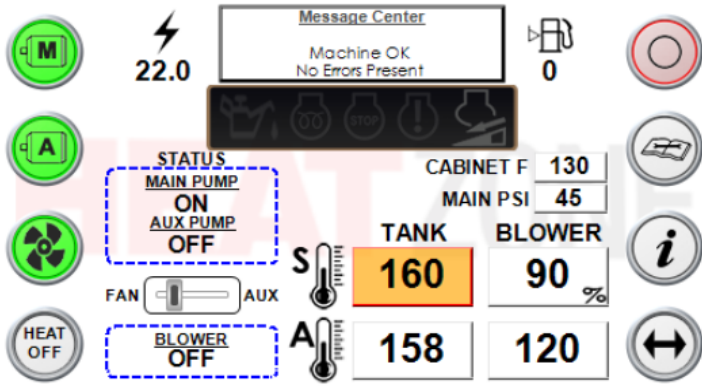 M
22.0
Message Center
Machine OK
No Errors Present
0
STOP
A
STATUS
MAIN PUMP
ON
AUX PUMP
OFF
CABINET F 130
MAIN PSI 45
HEAT ZONE
TANK BLOWER
S 160 90 %
i
FAN AUX
HEAT
OFF
BLOWER
OFF
A 158 120